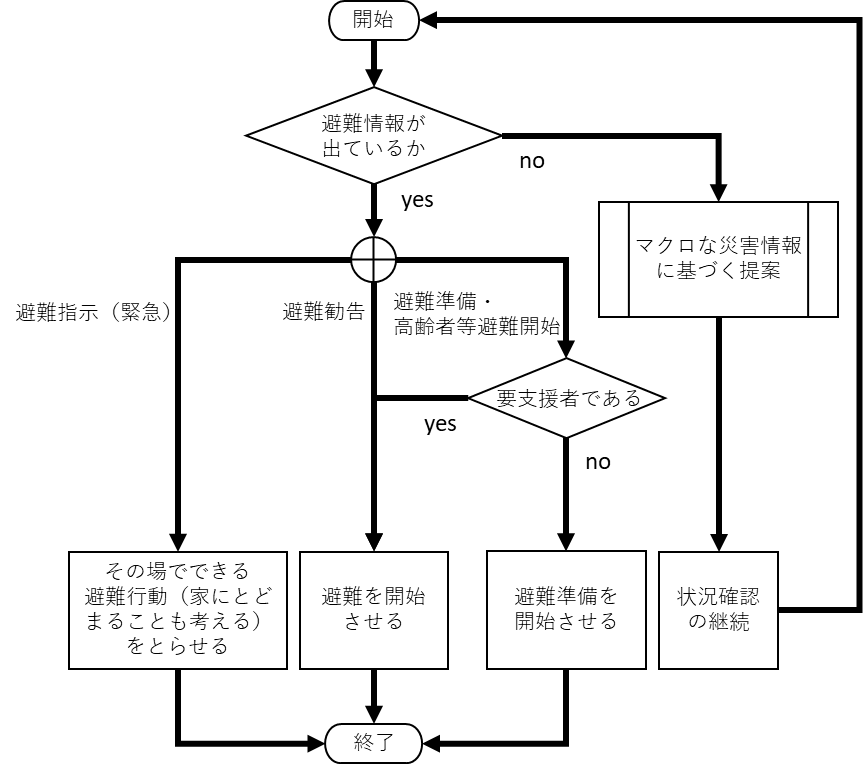 開始
避難情報が
出ているか
no
yes
マクロな災害情報
に基づく提案
避難指示（緊急）
避難勧告
避難準備・
高齢者等避難開始
要支援者である
yes
no
その場でできる
避難行動（家にとど
まることも考える）
をとらせる
避難を開始
させる
避難準備を
開始させる
状況確認
の継続
終了